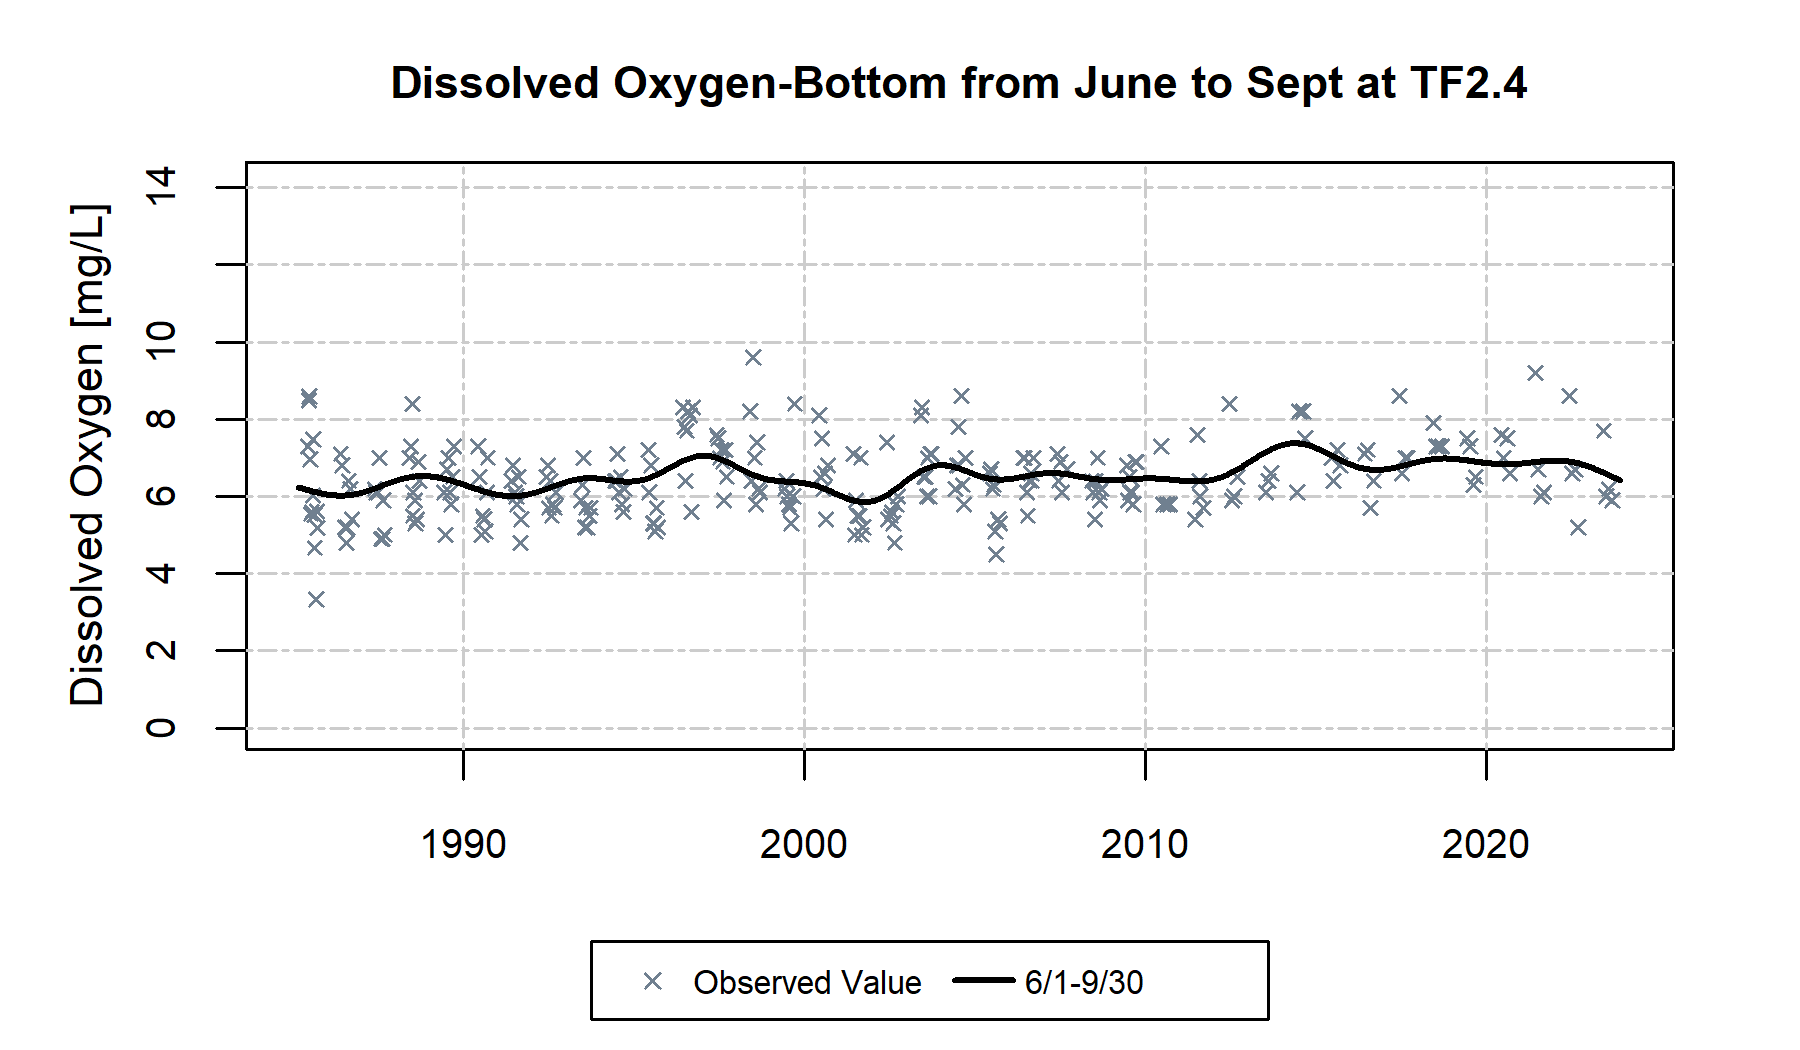 Dissolved Oxygen-Bottom from June to Sept at TF2.4
Dissolved Oxygen [mg/L]
14
10
8
6
4
2
0
1990 2000 2010 2020
Observed Value 6/1-9/30